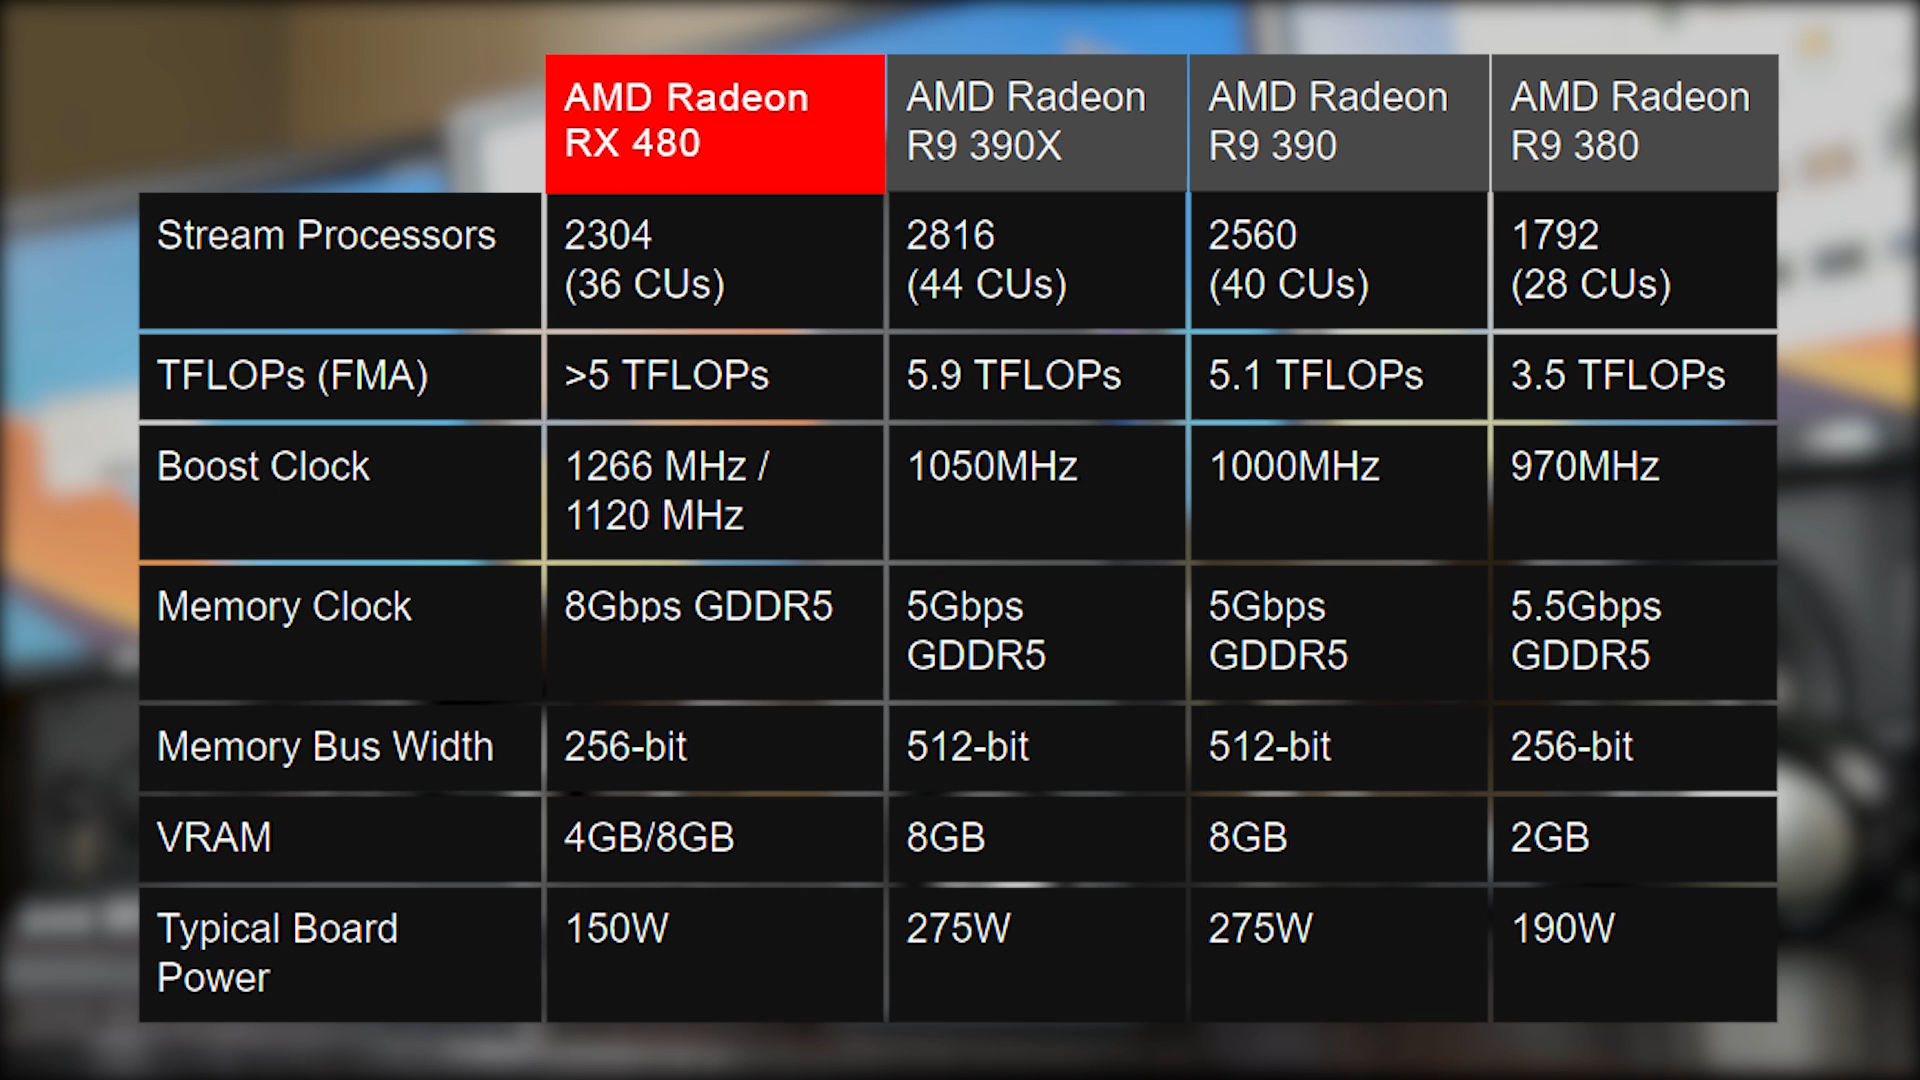 AMD Radeon
RX 480
AMD Radeon
R9 390X
AMD Radeon
R9 390
AMD Radeon
R9 380
Stream Processors
2304
(36 CUs)
2816
(44 CUs)
2560
(40 CUs)
1792
(28 CUs)
TFLOPs (FMA)
>5 TFLOPs
5.9 TFLOPs
5.1 TFLOPs
3.5 TFLOPs
Boost Clock
1266 MHz /
1120 MHz
1050MHz
1000MHz
970MHz
Memory Clock
8Gbps GDDR5
5Gbps
GDDR5
5Gbps
GDDR5
5.5Gbps
GDDR5
Memory Bus Width
256-bit
512-bit
512-bit
256-bit
VRAM
4GB/8GB
8GB
8GB
2GB
Typical Board
Power
150W
275W
275W
190W